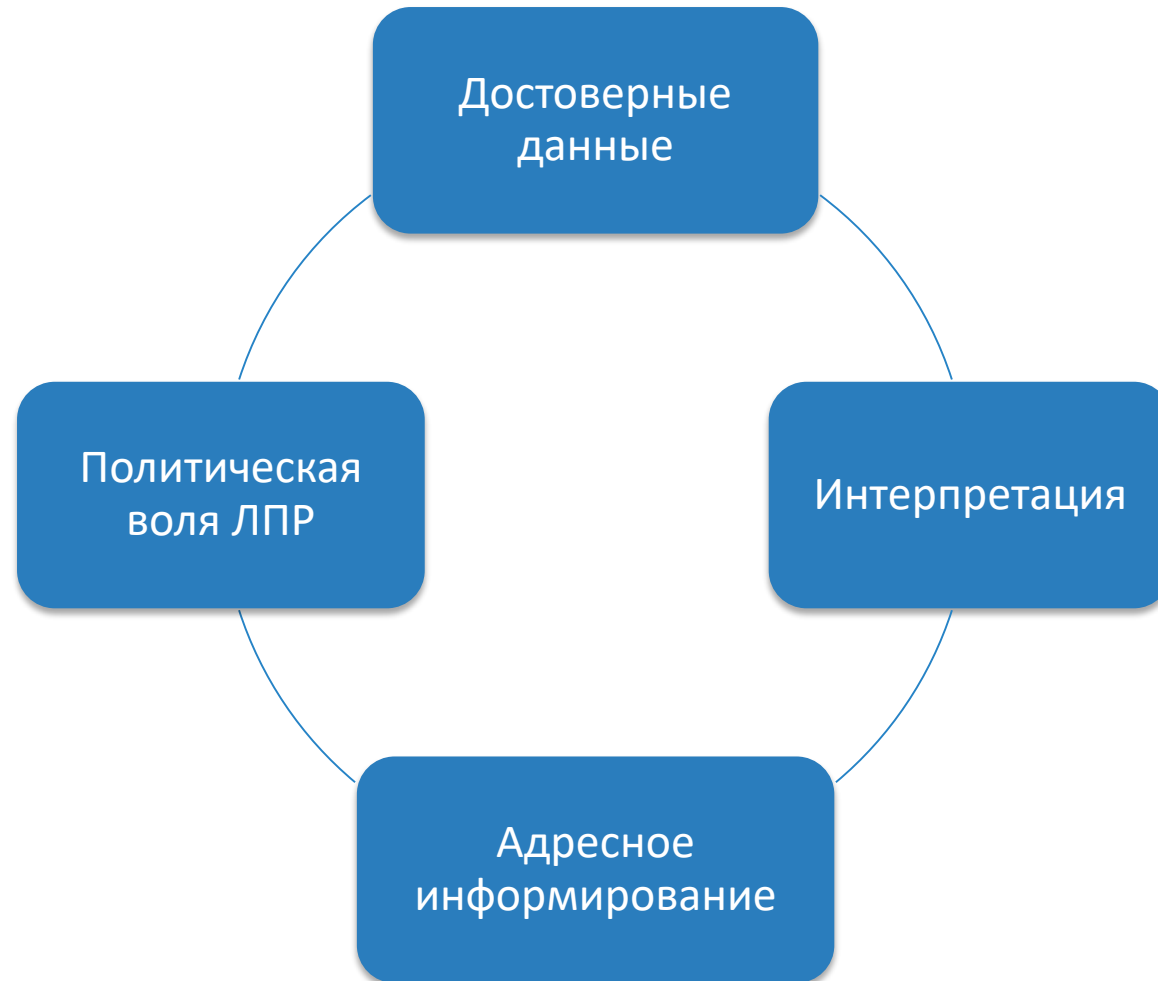 Достоверные
данные
Политическая
воля ЛПР
Интерпретация
Адресное
информирование